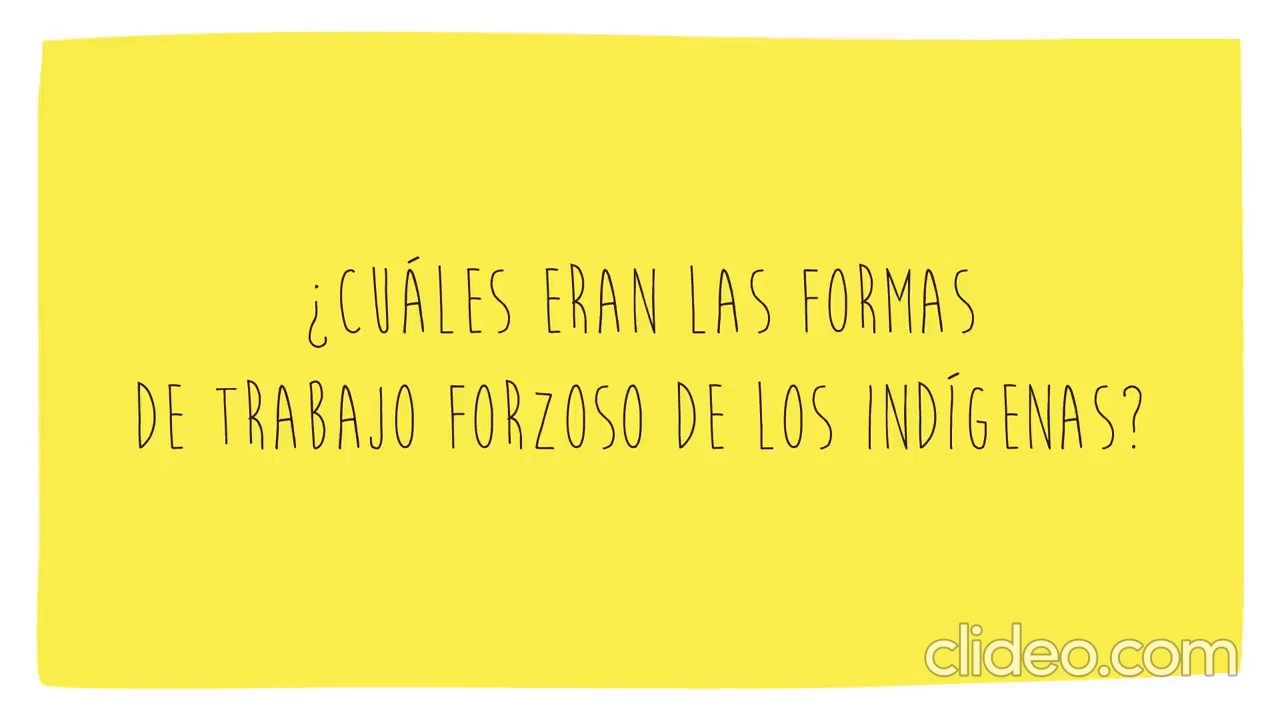 ¿CUÁLES ERAN LAS FORMAS
DE TRABAJO FORZOSO DE LOS INDÍGENAS?
clideo.com